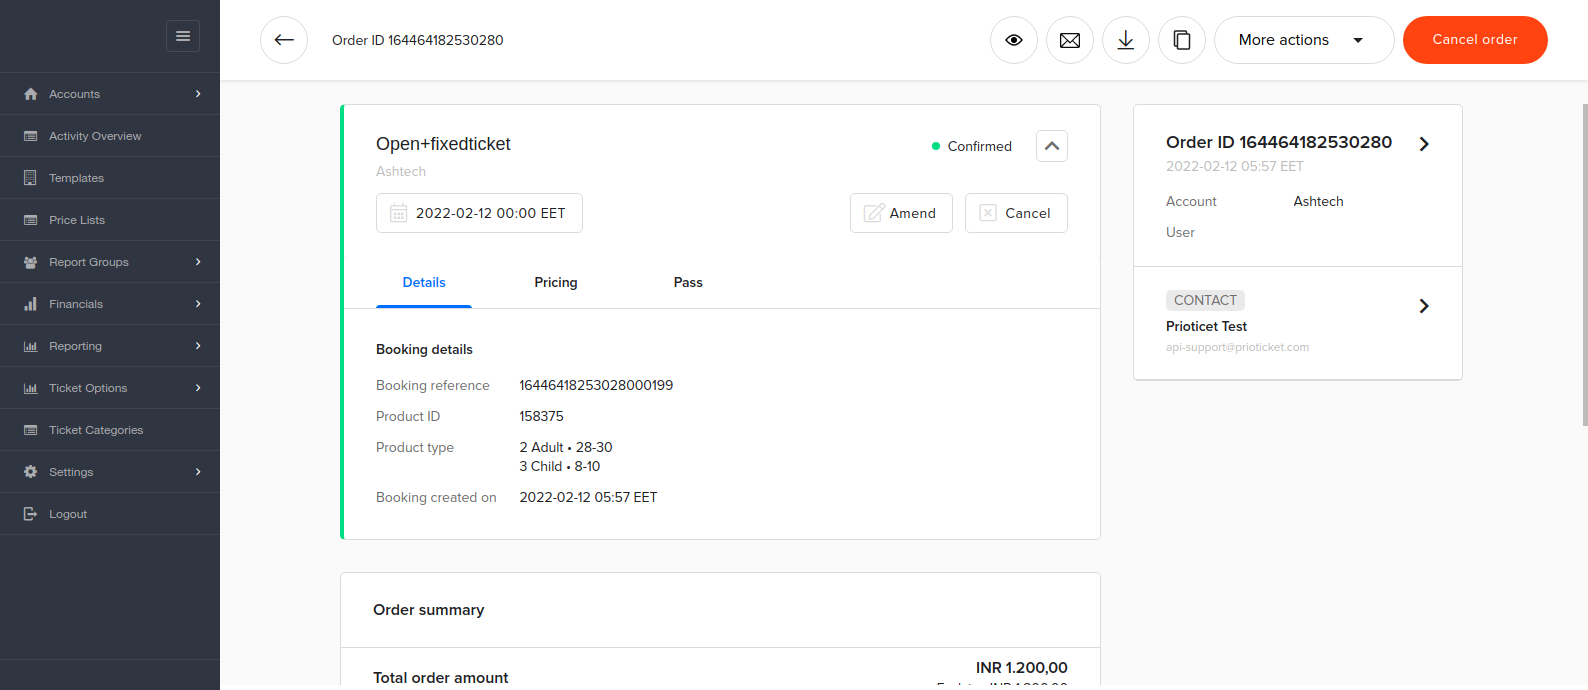 Order ID 164464182530280
More actions
Cancel order
Accounts
Activity Overview
Templates
Price Lists
Report Groups
Financials
Reporting
Ticket Options
Ticket Categories
Settings
Logout
Open+fixedticket
Confirmed
Ashtech
2022-02-12 00:00 EET
Amend
Cancel
Details
Pricing
Pass
Booking details
Booking reference 16446418253028000199
Product ID 158375
Product type 2 Adult • 28-30
3 Child • 8-10
Booking created on 2022-02-12 05:57 EET
Order summary
Total order amount INR 1.200,00
Order ID 164464182530280
2022-02-12 05:57 EET
Account Ashtech
User
CONTACT
Prioticet Test
api-support@prioticket.com